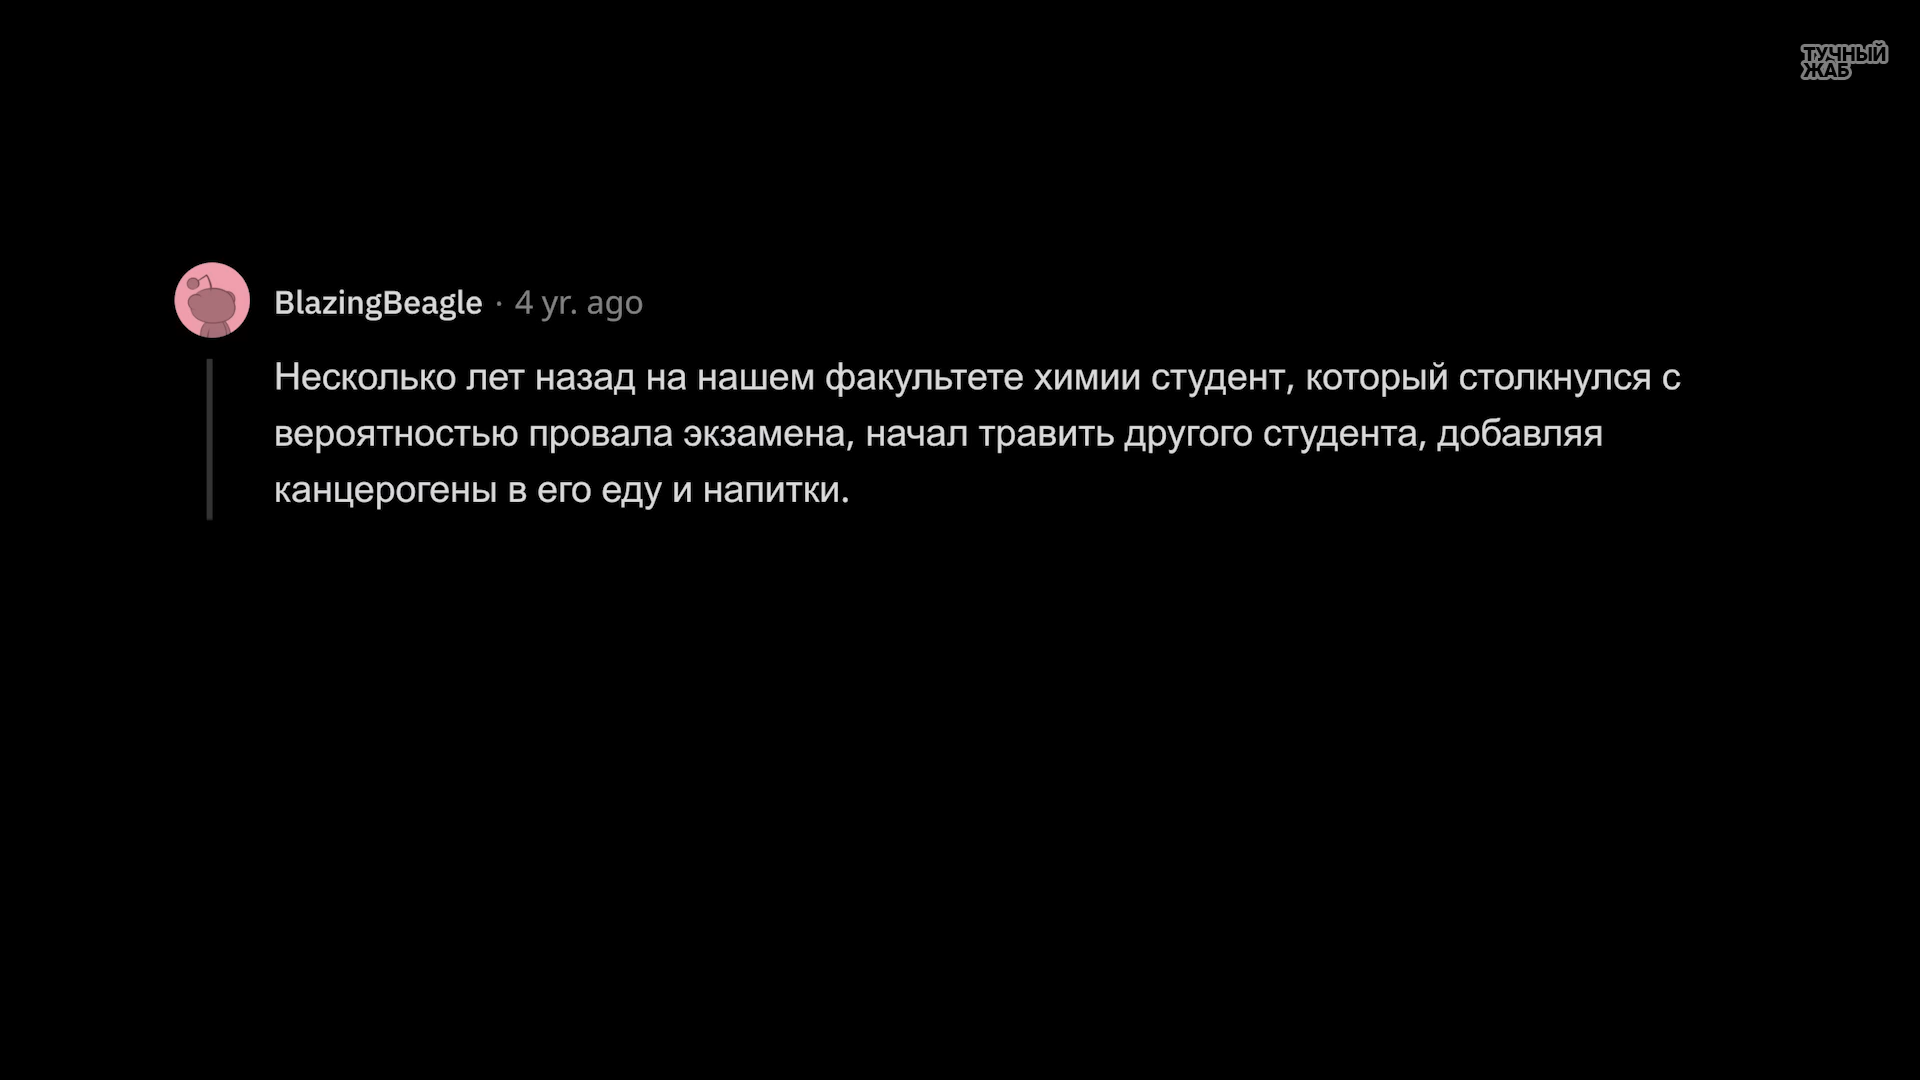 ТУЧНЫЙ
ЖАБ
BlazingBeagle · 4 yr. ago
Несколько лет назад на нашем факультете химии студент, который столкнулся с
вероятностью провала экзамена, начал травить другого студента, добавляя
канцерогены в его еду и напитки.